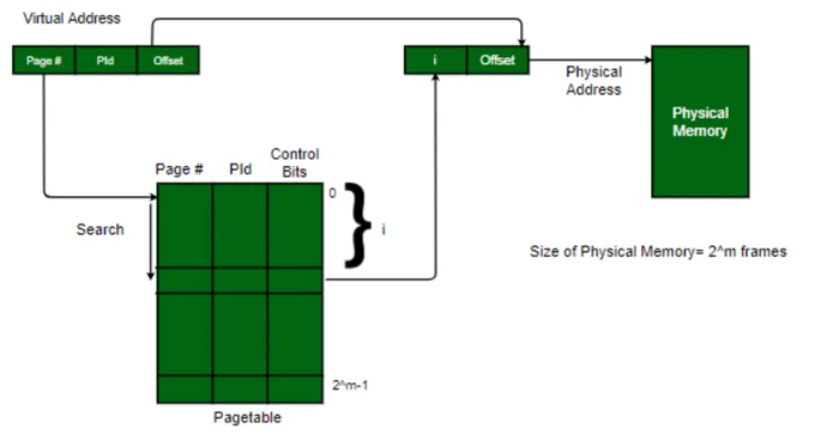 Virtual Address
Page # PId Offset
i Offset
Physical
Address
Physical
Memory
Page # PId Control
Bits
0
i
Search
Size of Physical Memory= 2^m frames
2^m-1
Pagetable